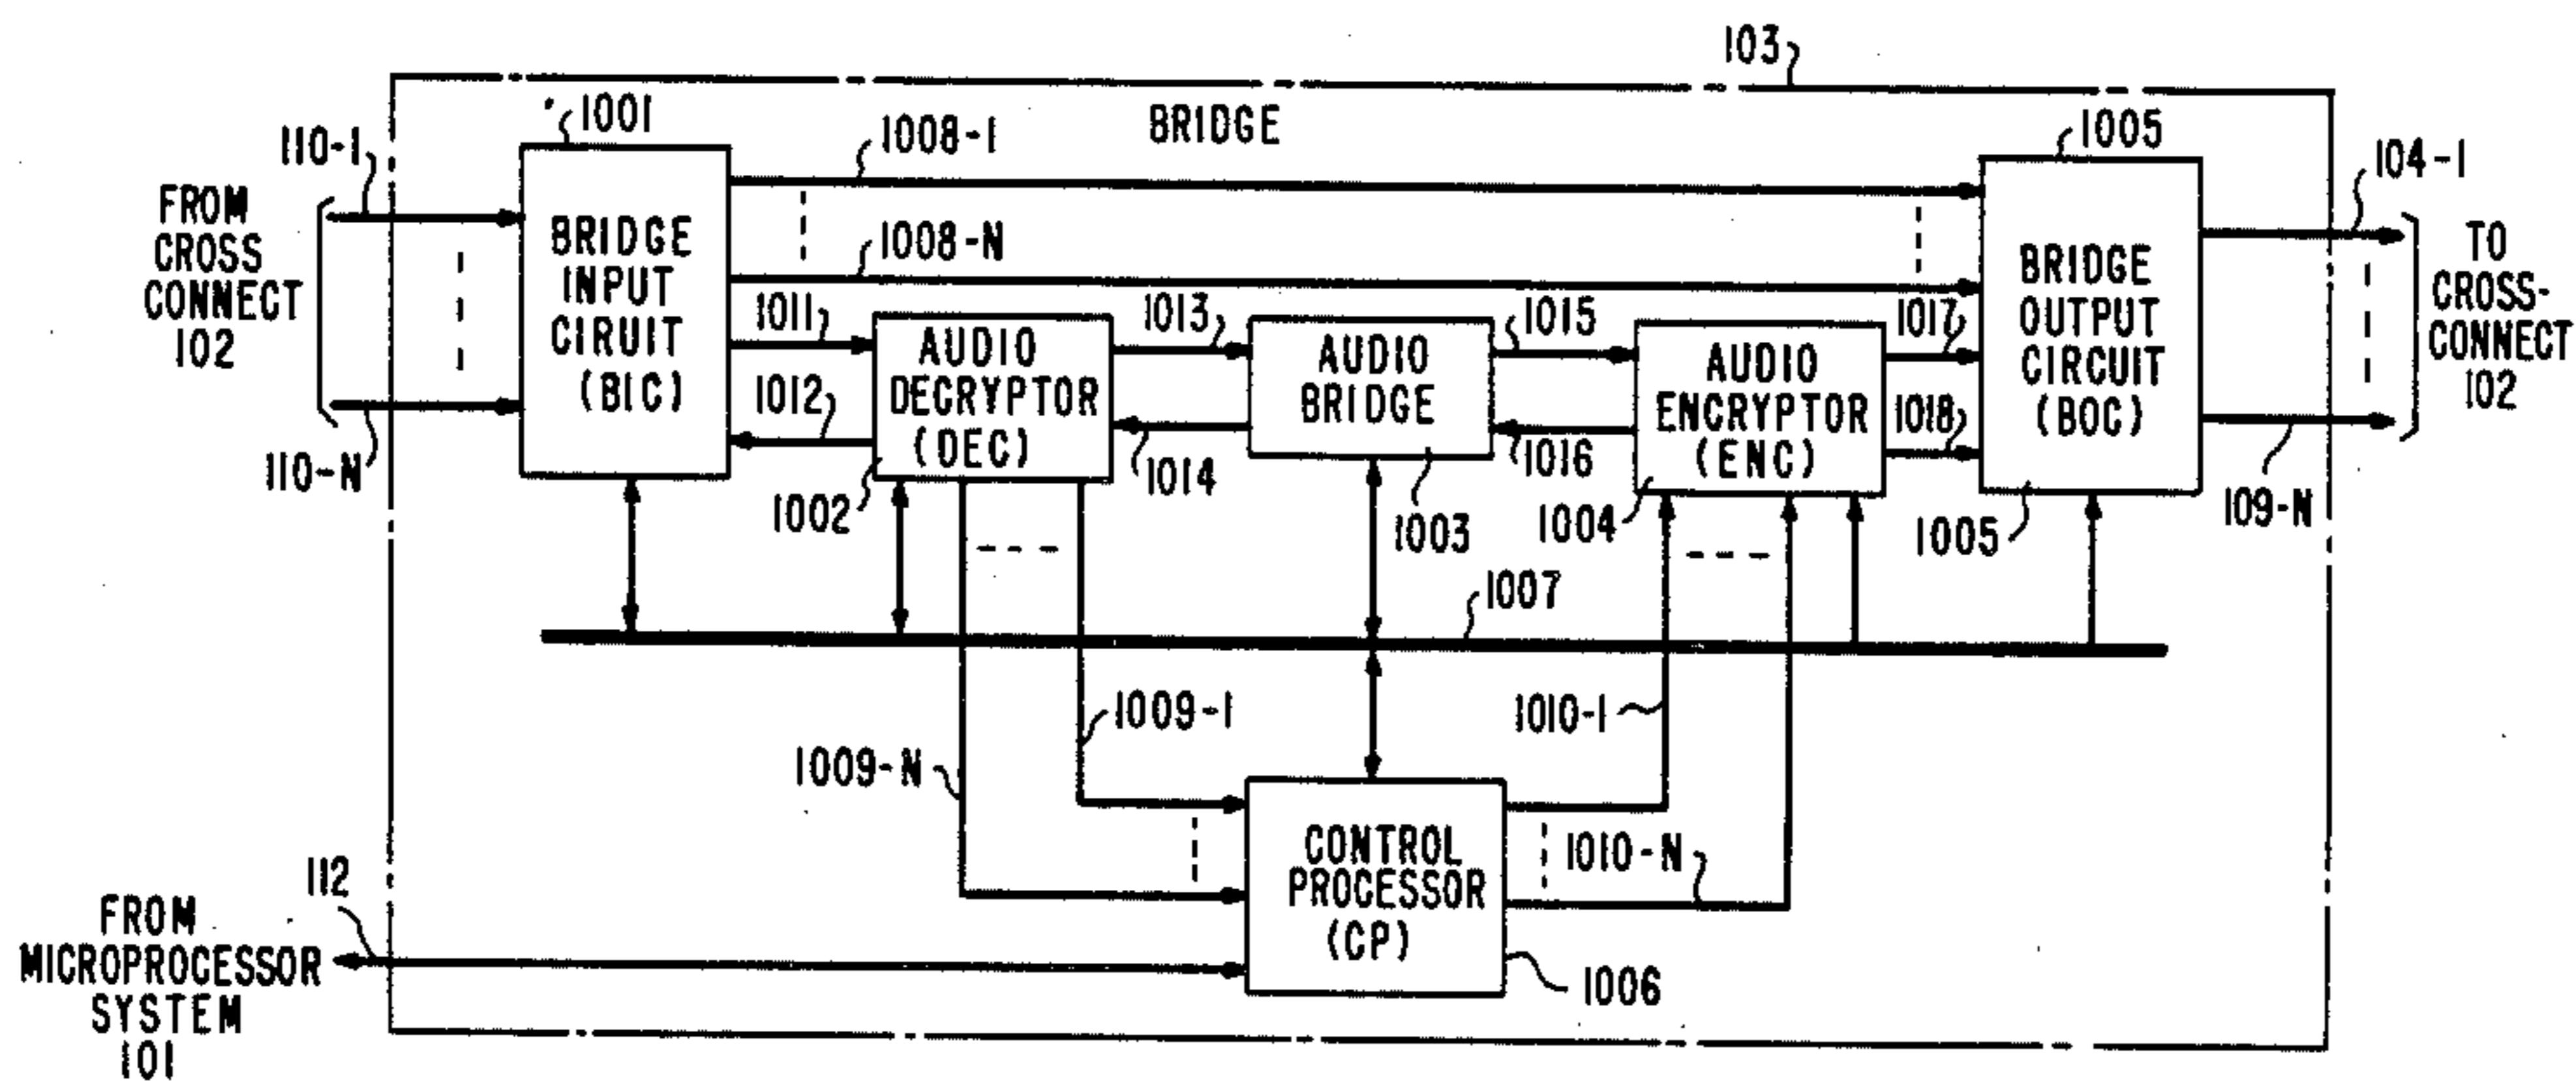 103
BRIDGE
1001
1008-1
1005
110-1
104-1
FROM
CROSS
CONNECT
102
BRIDGE
INPUT
CIRUIT
(BIC)
1008-N
BRIDGE
OUTPUT
CIRCUIT
(BOC)
TO
CROSS-
CONNECT
102
1011
1013
1015
1017
AUDIO
DECRYPTOR
(DEC)
AUDIO
BRIDGE
AUDIO
ENCRYPTOR
(ENC)
1012
1014
1016
1018
110-N
109-N
1002
1003
1004
1005
1007
1009-1
1010-1
1009-N
1010-N
CONTROL
PROCESSOR
(CP)
112
FROM
MICROPROCESSOR
SYSTEM
101
1006